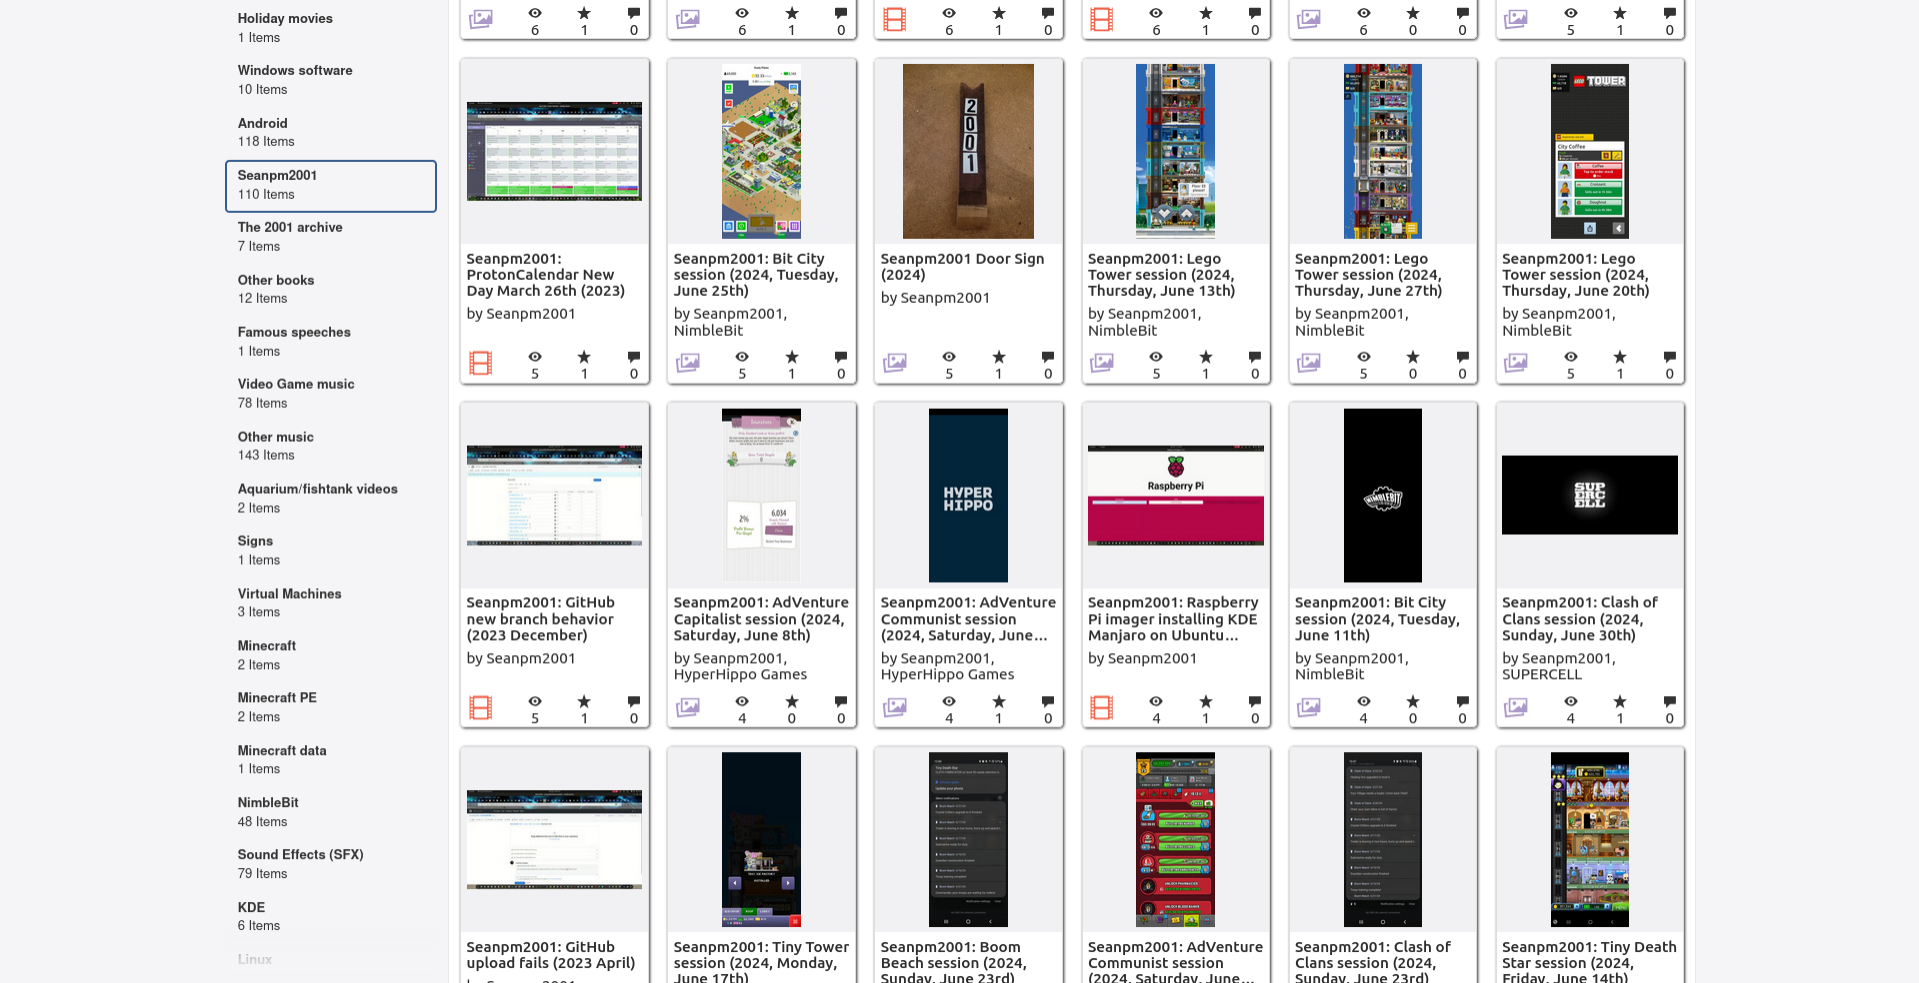 Holiday movies
1 Items
Windows software
10 Items
Android
118 Items
Seanpm2001
110 Items
The 2001 archive
7 Items
Other books
12 Items
Famous speeches
1 Items
Video Game music
78 Items
Other music
143 Items
Aquarium/fishtank videos
2 Items
Signs
1 Items
Virtual Machines
3 Items
Minecraft
2 Items
Minecraft PE
2 Items
Minecraft data
1 Items
NimbleBit
48 Items
Sound Effects (SFX)
79 Items
KDE
6 Items
Linux
6 1 0
6 1 0
6 1 0
6 1 0
6 0 0
5 1 0
2001
LEGO TOWER
City Coffee
Coffee
Seanpm2001:
ProtonCalendar New
Day March 26th (2023)
by Seanpm2001
5 1 0
Seanpm2001: Bit City
session (2024, Tuesday,
June 25th)
by Seanpm2001,
NimbleBit
5 1 0
Seanpm2001 Door Sign
(2024)
by Seanpm2001
5 1 0
Seanpm2001: Lego
Tower session (2024,
Thursday, June 13th)
by Seanpm2001,
NimbleBit
5 1 0
Seanpm2001: Lego
Tower session (2024,
Thursday, June 27th)
by Seanpm2001,
NimbleBit
5 0 0
Seanpm2001: Lego
Tower session (2024,
Thursday, June 20th)
by Seanpm2001,
NimbleBit
5 1 0
2%
6,034
HYPER
HIPPO
Raspberry Pi
NIMBLEBIT
SUP
ERC
ELL
Seanpm2001: GitHub
new branch behavior
(2023 December)
by Seanpm2001
5 1 0
Seanpm2001: AdVenture
Capitalist session (2024,
Saturday, June 8th)
by Seanpm2001,
HyperHippo Games
4 0 0
Seanpm2001: AdVenture
Communist session
(2024, Saturday, June...
by Seanpm2001,
HyperHippo Games
4 1 0
Seanpm2001: Raspberry
Pi imager installing KDE
Manjaro on Ubuntu...
by Seanpm2001
4 1 0
Seanpm2001: Bit City
session (2024, Tuesday,
June 11th)
by Seanpm2001,
NimbleBit
4 0 0
Seanpm2001: Clash of
Clans session (2024,
Sunday, June 30th)
by Seanpm2001,
SUPERCELL
4 1 0
Seanpm2001: GitHub
upload fails (2023 April)
by Seanpm2001
Seanpm2001: Tiny Tower
session (2024, Monday,
June 17th)
Seanpm2001: Boom
Beach session (2024,
Sunday, June 23rd)
Seanpm2001: AdVenture
Communist session
(2024, Saturday, June...
Seanpm2001: Clash of
Clans session (2024,
Sunday, June 23rd)
Seanpm2001: Tiny Death
Star session (2024,
Friday, June 14th)